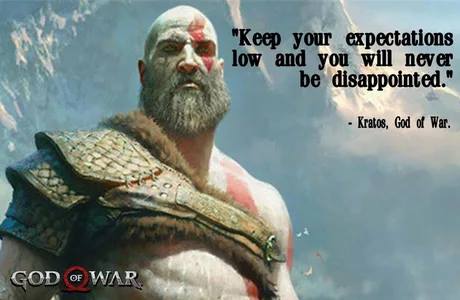 "Keep your expectations
low and you will never
be disappointed."
- Kratos, God of War.
GOD OF WAR